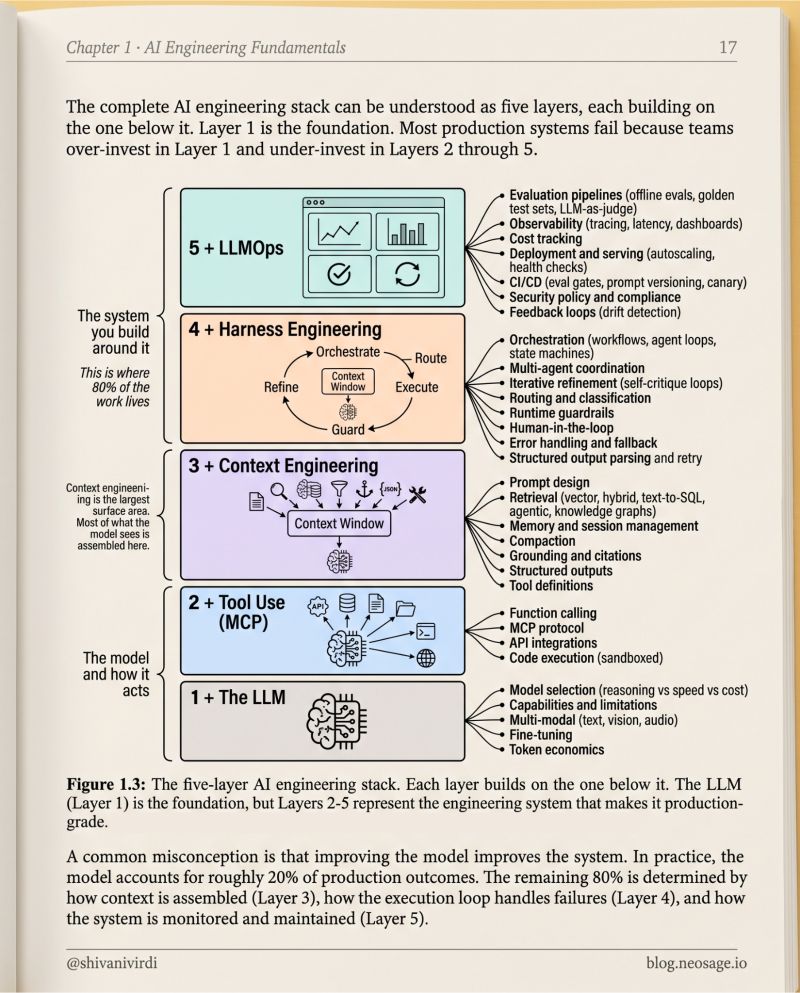 Chapter 1 · AI Engineering Fundamentals
17
The complete AI engineering stack can be understood as five layers, each building on
the one below it. Layer 1 is the foundation. Most production systems fail because teams
over-invest in Layer 1 and under-invest in Layers 2 through 5.
The system
you build
around it
This is where
80% of the
work lives
5 + LLMOps
Evaluation pipelines (offline evals, golden
test sets, LLM-as-judge)
Observability (tracing, latency, dashboards)
Cost tracking
Deployment and serving (autoscaling,
health checks)
CI/CD (eval gates, prompt versioning, canary)
Security policy and compliance
Feedback loops (drift detection)
4 + Harness Engineering
Orchestrate
Route
Refine
Context
Window
Execute
Guard
Orchestration (workflows, agent loops,
state machines)
Multi-agent coordination
Iterative refinement (self-critique loops)
Routing and classification
Runtime guardrails
Human-in-the-loop
Error handling and fallback
Structured output parsing and retry
Context engineeni-
ing is the largest
surface area.
Most of what the
model sees is
assembled here.
3 + Context Engineering
{JSON}
Context Window
Prompt design
Retrieval (vector, hybrid, text-to-SQL,
agentic, knowledge graphs)
Memory and session management
Compaction
Grounding and citations
Structured outputs
Tool definitions
The model
and how it
acts
2 + Tool Use
(MCP)
API
Function calling
MCP protocol
API integrations
Code execution (sandboxed)
1 + The LLM
Model selection (reasoning vs speed vs cost)
Capabilities and limitations
Multi-modal (text, vision, audio)
Fine-tuning
Token economics
Figure 1.3: The five-layer AI engineering stack. Each layer builds on the one below it. The LLM
(Layer 1) is the foundation, but Layers 2-5 represent the engineering system that makes it production-
grade.
A common misconception is that improving the model improves the system. In practice, the
model accounts for roughly 20% of production outcomes. The remaining 80% is determined by
how context is assembled (Layer 3), how the execution loop handles failures (Layer 4), and how
the system is monitored and maintained (Layer 5).
@shivanivirdi
blog.neosage.io